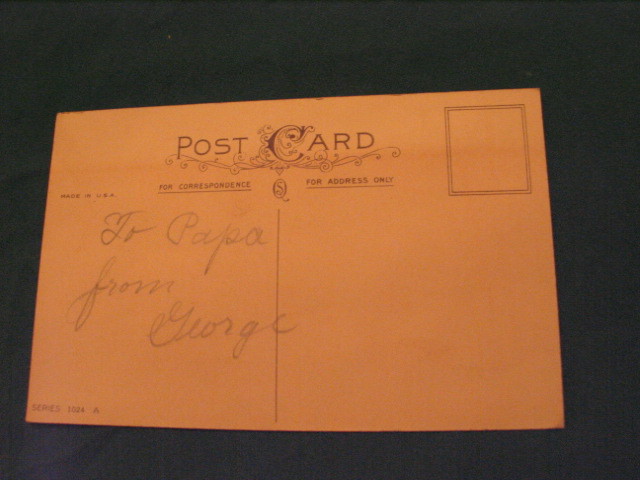 POST CARD
FOR CORRESPONDENCE
FOR ADDRESS ONLY
MADE IN U.S.A.
To Papa
from
George
SERIES 1024 A